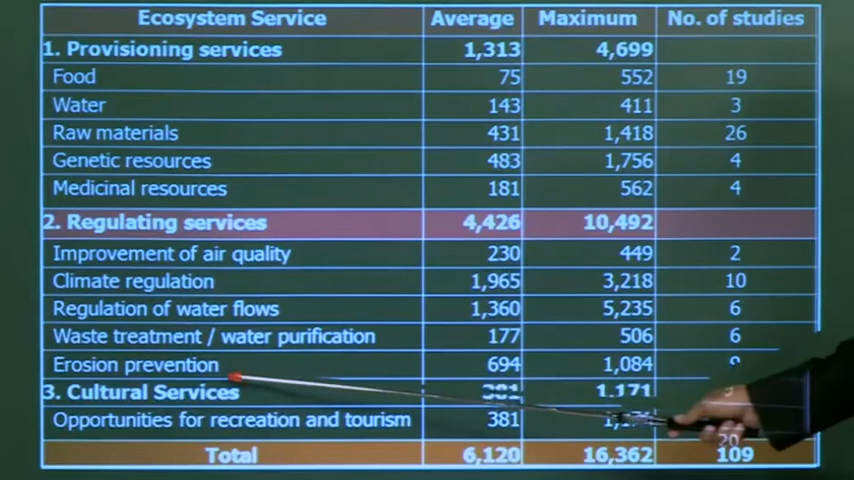 Ecosystem Service Average Maximum No. of studies
1. Provisioning services 1,313 4,699
Food 75 552 19
Water 143 411 3
Raw materials 431 1,418 26
Genetic resources 483 1,756 4
Medicinal resources 181 562 4
2. Regulating services 4,426 10,492
Improvement of air quality 230 449 2
Climate regulation 1,965 3,218 10
Regulation of water flows 1,360 5,235 6
Waste treatment / water purification 177 506 6
Erosion prevention 694 1,084
3. Cultural Services 381 1,171
Opportunities for recreation and tourism 381
20
Total 6,120 16,362 109